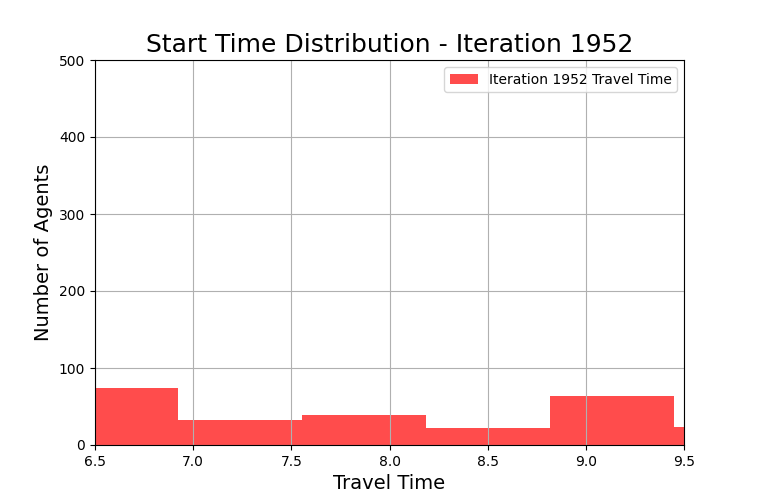 Start Time Distribution - Iteration 1952
500
Iteration 1952 Travel Time
400
300
200
100
0
Number of Agents
6.5 7.0 7.5 8.0 8.5 9.0 9.5
Travel Time